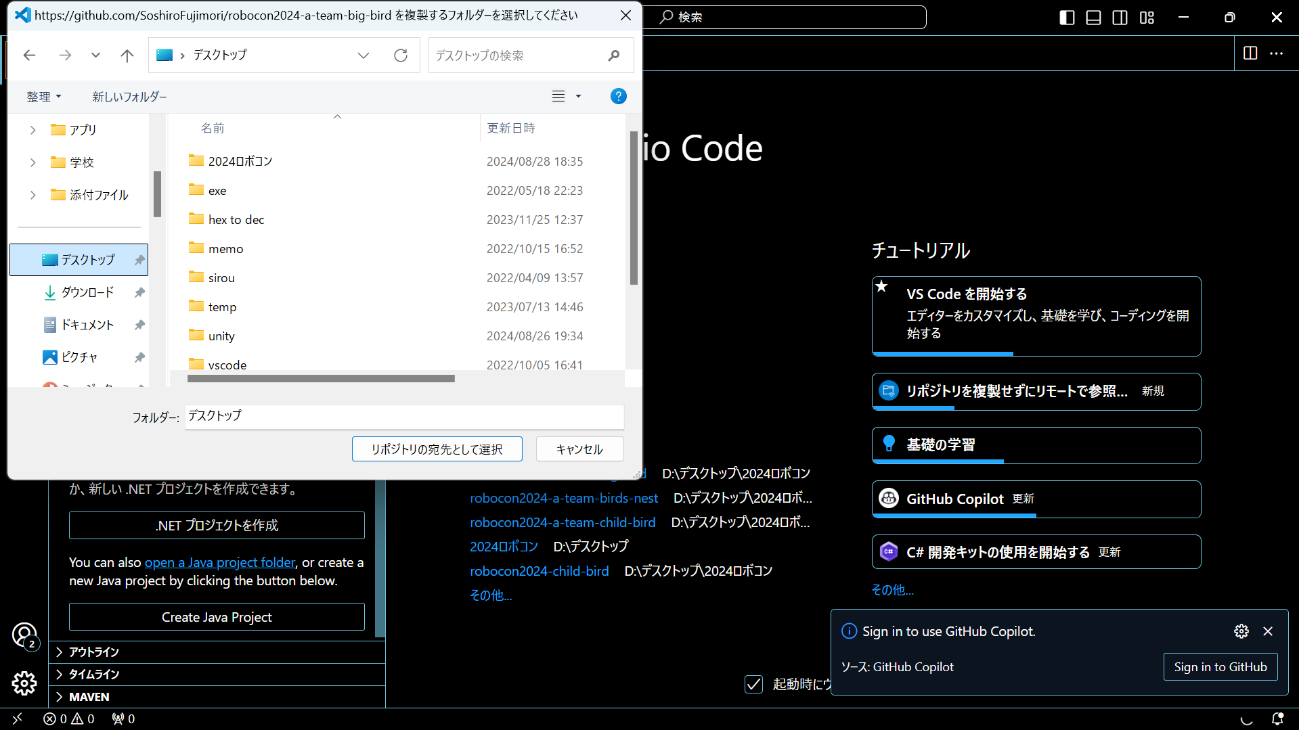 https://github.com/SoshiroFujimori/robocon2024-a-team-big-bird を複製するフォルダーを選択してください
検索
デスクトップ
デスクトップの検索
整理
新しいフォルダー
アプリ
学校
添付ファイル
デスクトップ
ダウンロード
ドキュメント
ピクチャ
名前 更新日時
2024ロボコン 2024/08/28 18:35
exe 2022/05/18 22:23
hex to dec 2023/11/25 12:37
memo 2022/10/15 16:52
sirou 2022/04/09 13:57
temp 2023/07/13 14:46
unity 2024/08/26 19:34
vscode 2022/10/05 16:41
フォルダー: デスクトップ
リポジトリの宛先として選択
キャンセル
io Code
か、新しい .NET プロジェクトを作成できます。
.NET プロジェクトを作成
You can also open a Java project folder, or create a
new Java project by clicking the button below.
Create Java Project
アウトライン
タイムライン
MAVEN
D:\デスクトップ\2024ロボコン
robocon2024-a-team-birds-nest D:\デスクトップ\2024ロボ...
robocon2024-a-team-child-bird D:\デスクトップ\2024ロボ...
2024ロボコン D:\デスクトップ
robocon2024-child-bird D:\デスクトップ\2024ロボコン
その他...
チュートリアル
VS Code を開始する
エディターをカスタマイズし、基礎を学び、コーディングを開
始する
リポジトリを複製せずにリモートで参照... 新規
基礎の学習
GitHub Copilot 更新
C# 開発キットの使用を開始する 更新
その他...
起動時にウ
Sign in to use GitHub Copilot.
ソース: GitHub Copilot
Sign in to GitHub
2
0 0 0